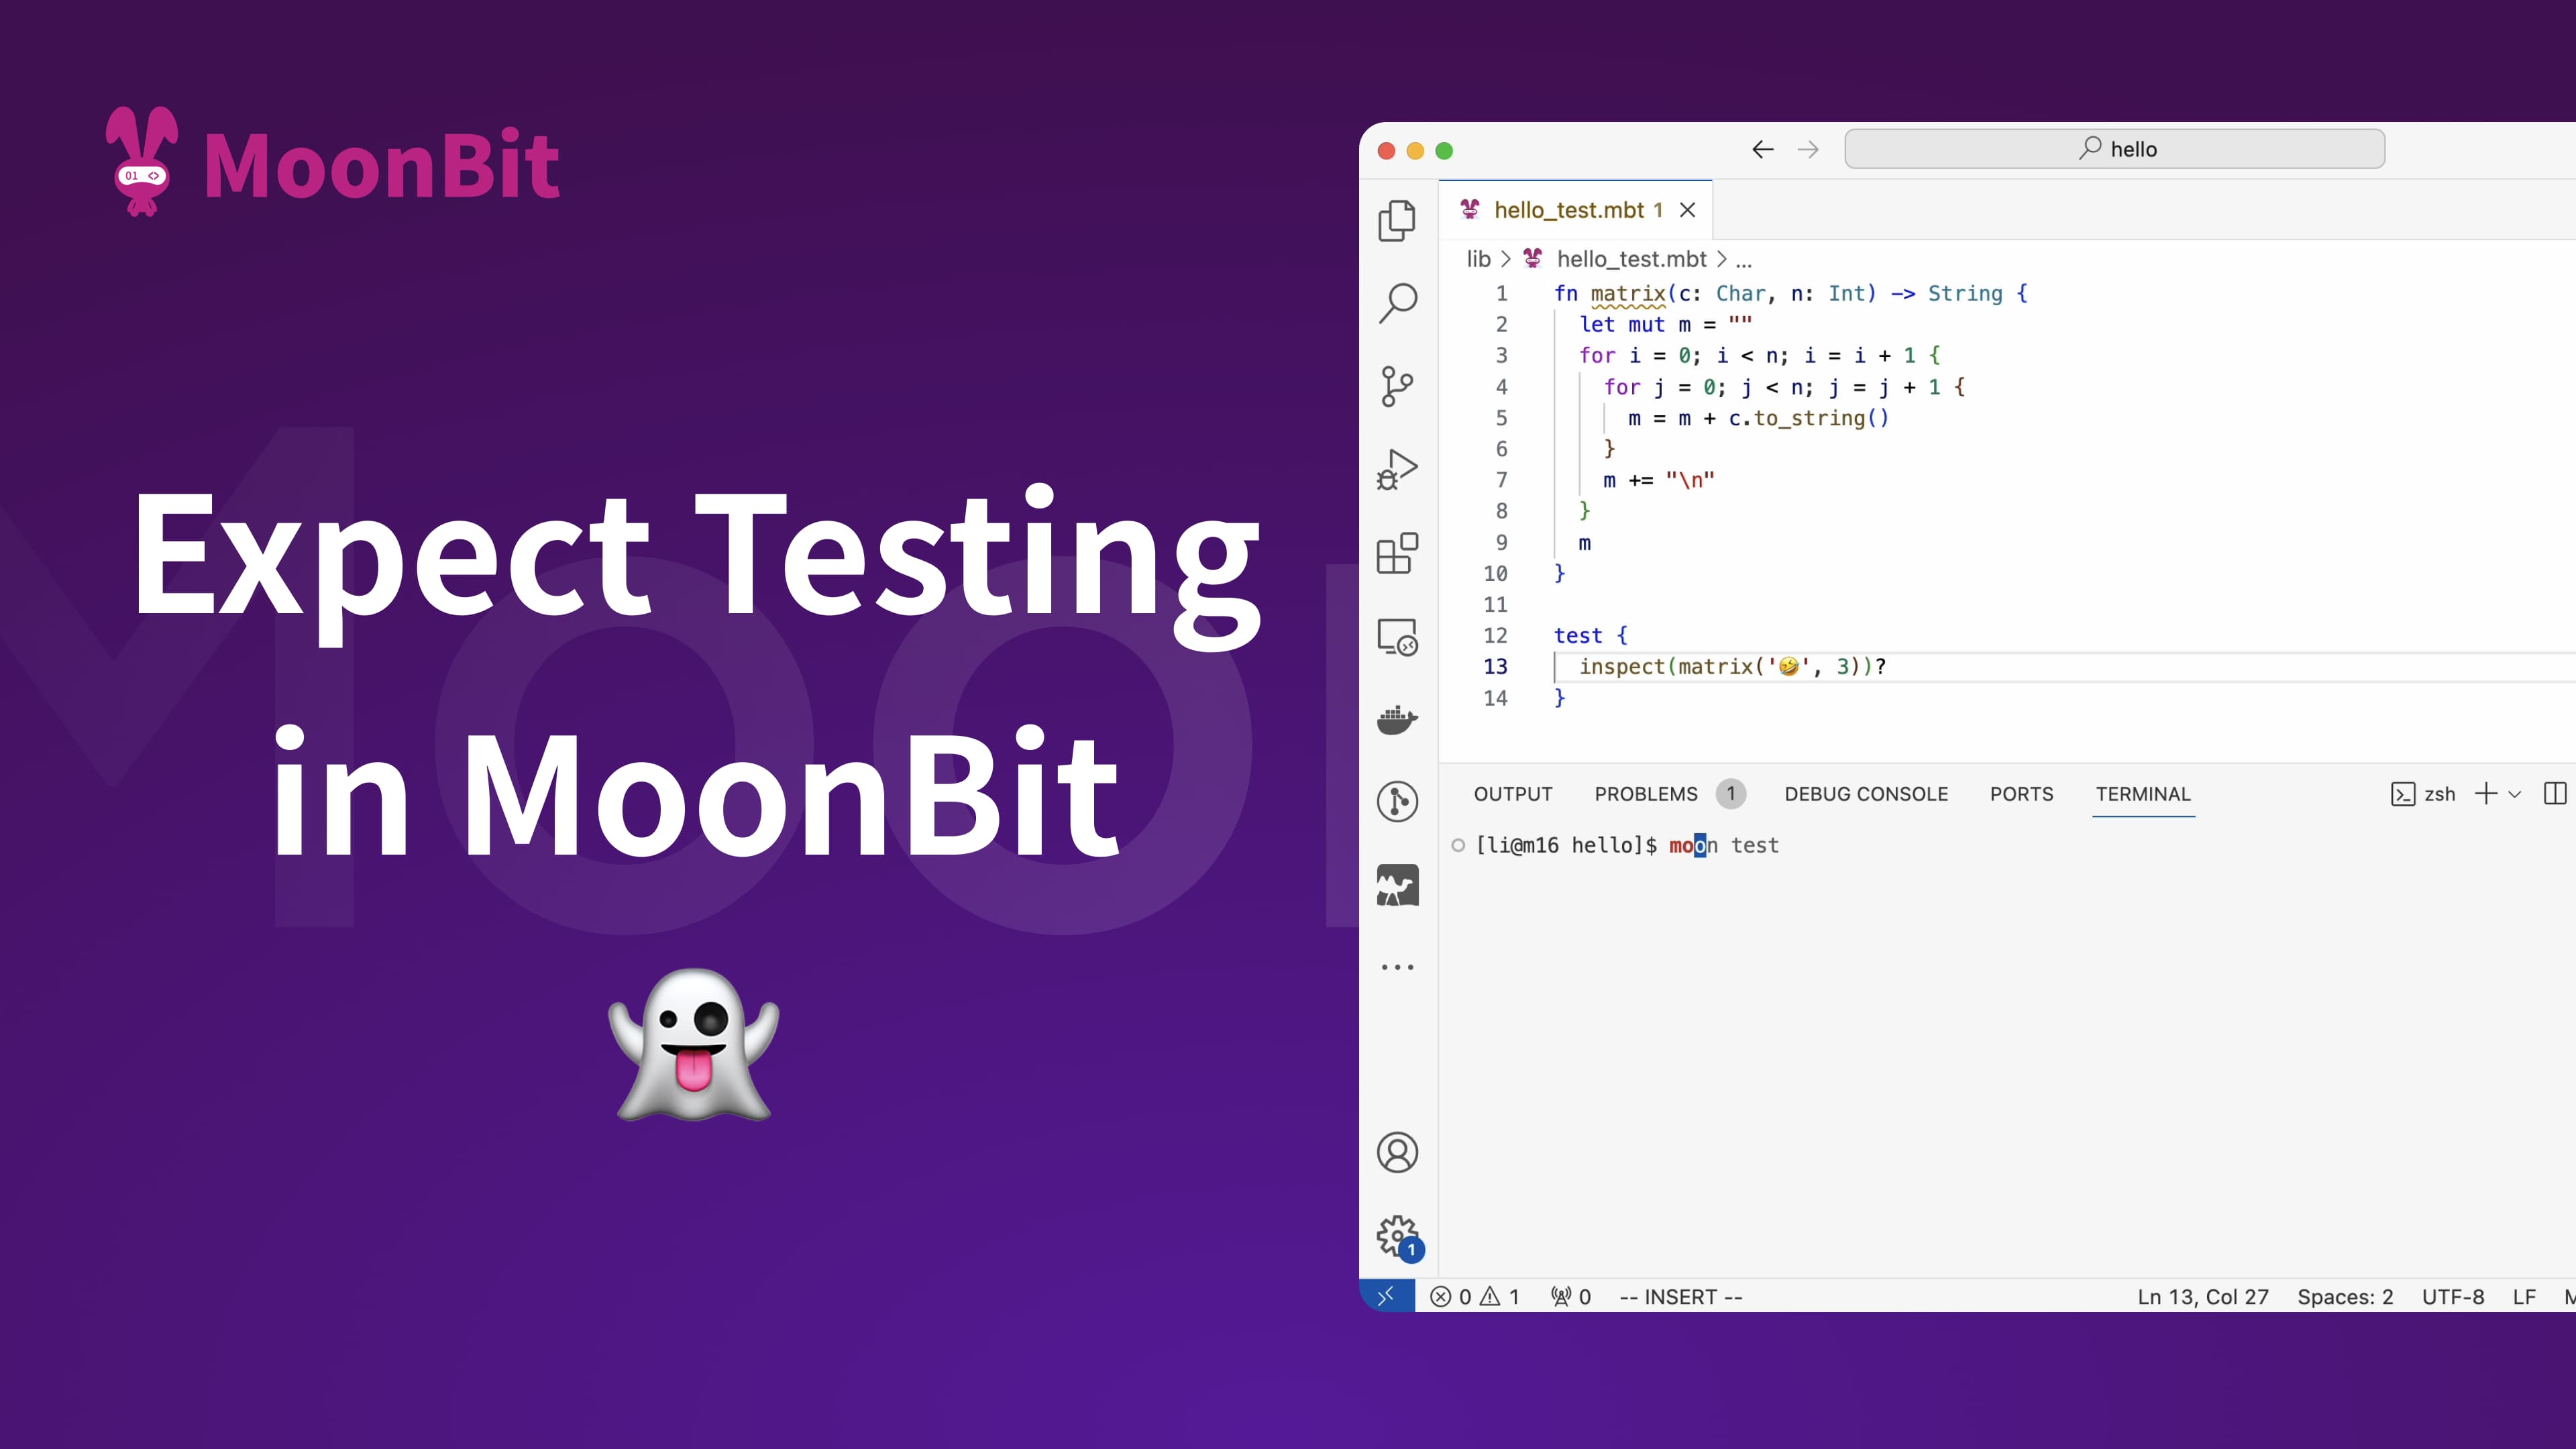 01 <>
MoonBit
Expect Testing
in MoonBit
hello
hello_test.mbt 1
lib > hello_test.mbt > ...
1 fn matrix(c: Char, n: Int) -> String {
2 let mut m = ""
3 for i = 0; i < n; i = i + 1 {
4 for j = 0; j < n; j = j + 1 {
5 m = m + c.to_string()
6 }
7 m += "\n"
8 }
9 m
10 }
11
12 test {
13 inspect(matrix('🤣', 3))?
14 }
OUTPUT PROBLEMS 1 DEBUG CONSOLE PORTS TERMINAL zsh
[li@m16 hello]$ moon test
1
0 1 0 -- INSERT -- Ln 13, Col 27 Spaces: 2 UTF-8 LF